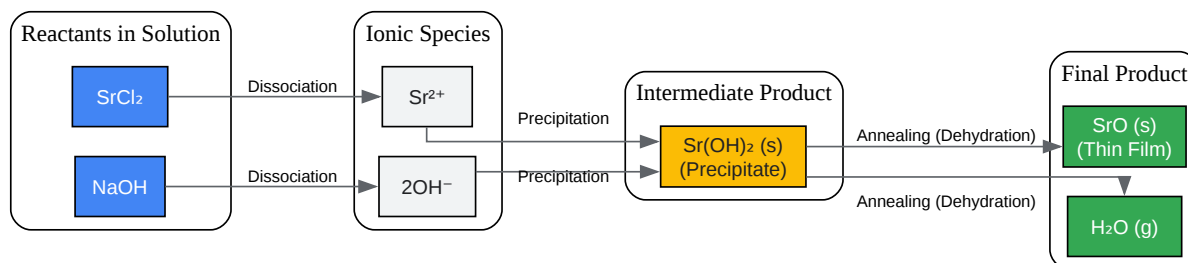 Reactants in Solution
SrCl₂
NaOH
Dissociation
Dissociation
Ionic Species
Sr²⁺
2OH⁻
Precipitation
Precipitation
Intermediate Product
Sr(OH)₂ (s)
(Precipitate)
Annealing (Dehydration)
Annealing (Dehydration)
Final Product
SrO (s)
(Thin Film)
H₂O (g)